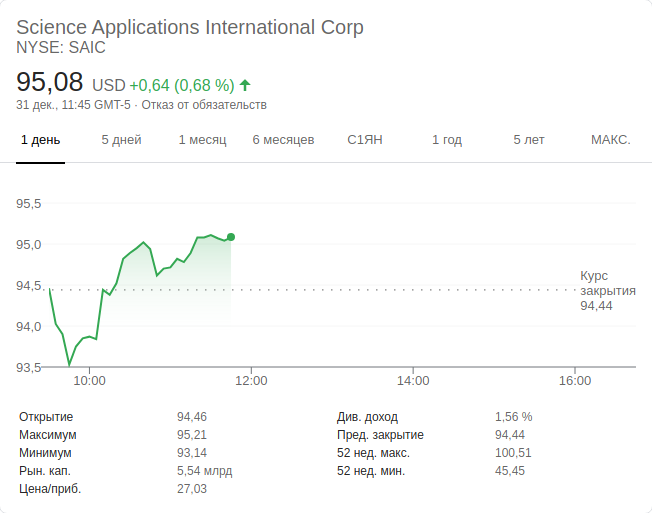 Science Applications International Corp
NYSE: SAIC
95,08 USD +0,64 (0,68 %)
31 дек., 11:45 GMT-5 · Отказ от обязательств
1 день 5 дней 1 месяц 6 месяцев С1ЯН 1 год 5 лет МАКС.
95,5
95,0
94,5
94,0
93,5
Курс
закрытия
94,44
10:00 12:00 14:00 16:00
Открытие 94,46 Див. доход 1,56 %
Максимум 95,21 Пред. закрытие 94,44
Минимум 93,14 52 нед. макс. 100,51
Рын. кап. 5,54 млрд 52 нед. мин. 45,45
Цена/приб. 27,03